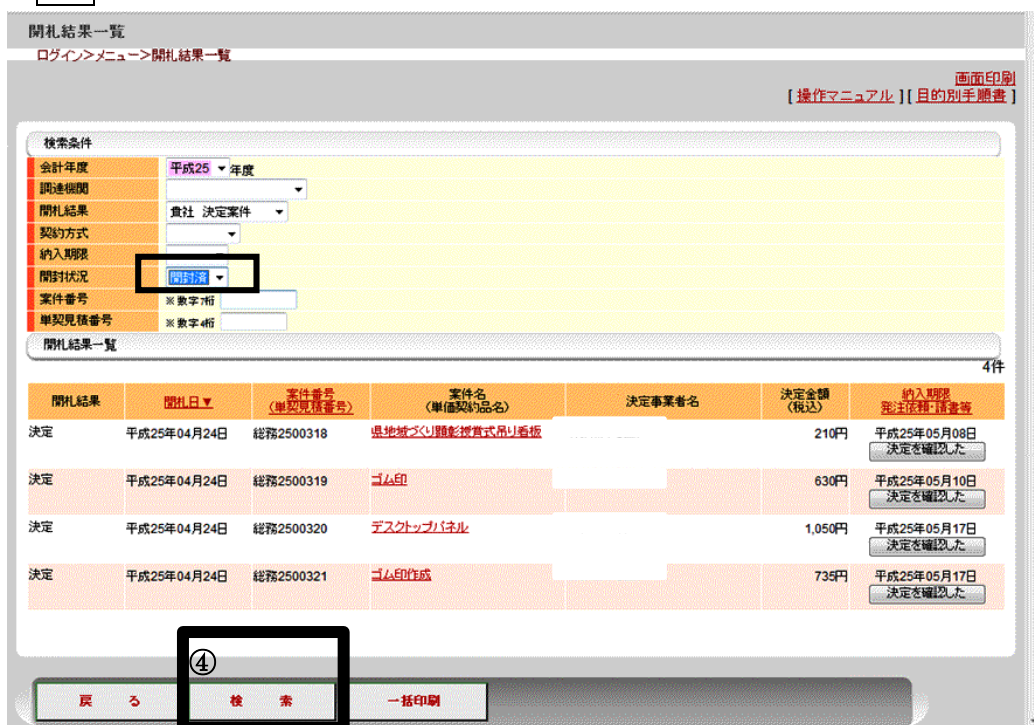 開札結果一覧
ログイン＞メニュー＞開札結果一覧
画面印刷
[ 操作マニュアル ][ 目的別手順書 ]
検索条件
会計年度 平成25 ▼ 年度
調達機関 ▼
開札結果 貴社 決定案件 ▼
契約方式 ▼
納入期限
開封状況 開封済 ▼
案件番号 ※数字7桁
単契見積番号 ※数字4桁
開札結果一覧
4件
開札結果 開札日▼ 案件番号 (単契見積番号) 案件名 (単価契約品名) 決定事業者名 決定金額 (税込) 納入期限 発注依頼・請書等
決定 平成25年04月24日 総務2500318 県地域づくり顕彰授賞式吊り看板 210円 平成25年05月08日
決定を確認した
決定 平成25年04月24日 総務2500319 ゴム印 630円 平成25年05月10日
決定を確認した
決定 平成25年04月24日 総務2500320 デスクトップパネル 1,050円 平成25年05月17日
決定を確認した
決定 平成25年04月24日 総務2500321 ゴム印作成 735円 平成25年05月17日
決定を確認した
④
戻 る 検 索 一括印刷